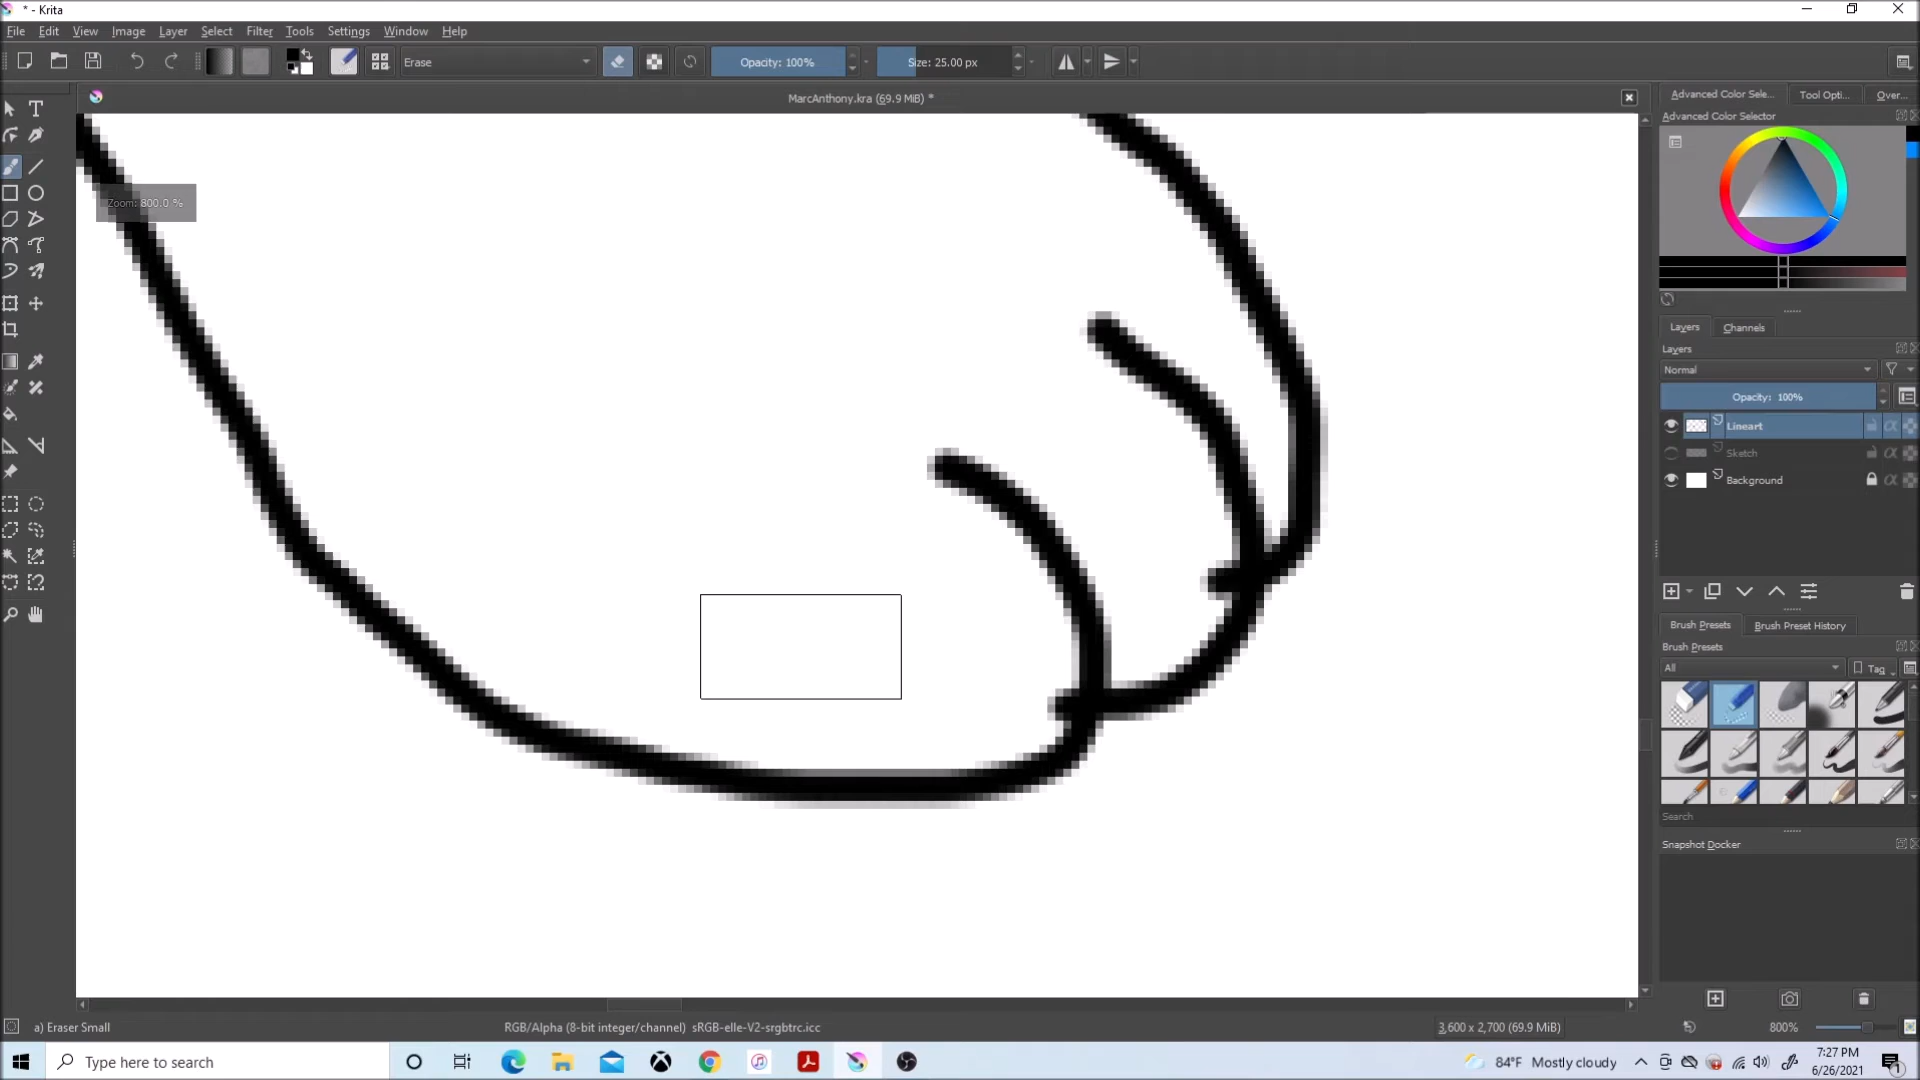 * - Krita
File Edit View Image Layer Select Filter Tools Settings Window Help
Erase Opacity: 100% Size: 25.00 px
MarcAnthony.kra (69.9 MiB) *
Zoom: 800.0 %
Advanced Color Sele... Tool Opti... Over...
Advanced Color Selector
Layers Channels
Layers
Normal
Opacity: 100%
Lineart
Sketch
Background
Brush Presets Brush Preset History
Brush Presets
All Tag
Search
Snapshot Docker
a) Eraser Small RGB/Alpha (8-bit integer/channel) sRGB-elle-V2-srgbtrc.icc 3,600 x 2,700 (69.9 MiB) 800%
Type here to search 84°F Mostly cloudy 7:27 PM
6/26/2021
1